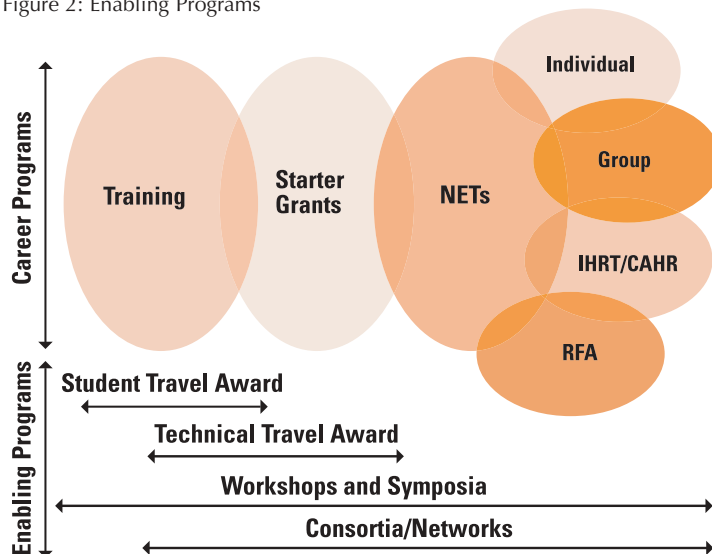 Figure 2: Enabling Programs
Career Programs
Training
Starter
Grants
NETs
Individual
Group
IHRT/CAHR
RFA
Enabling Programs
Student Travel Award
Technical Travel Award
Workshops and Symposia
Consortia/Networks